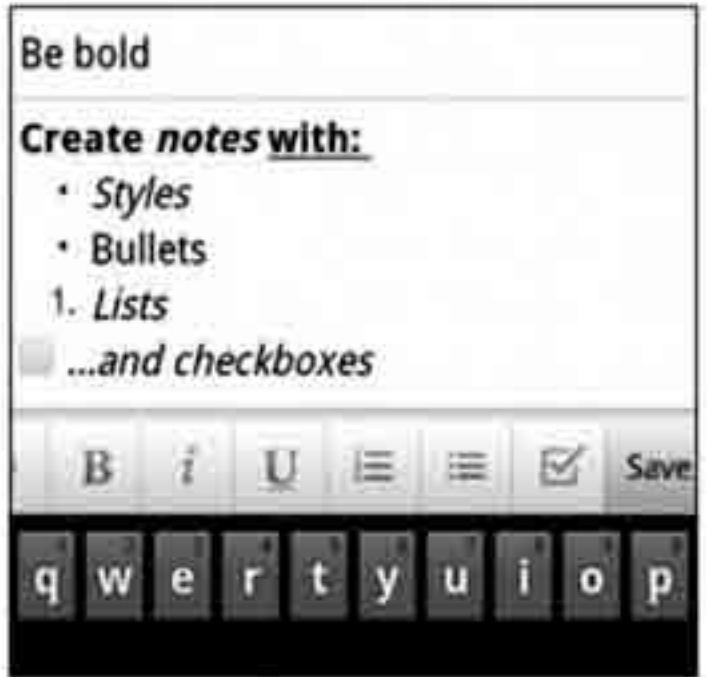 Be bold
Create notes with:
• Styles
• Bullets
1. Lists
...and checkboxes
B i U Save
q w e r t y u i o p